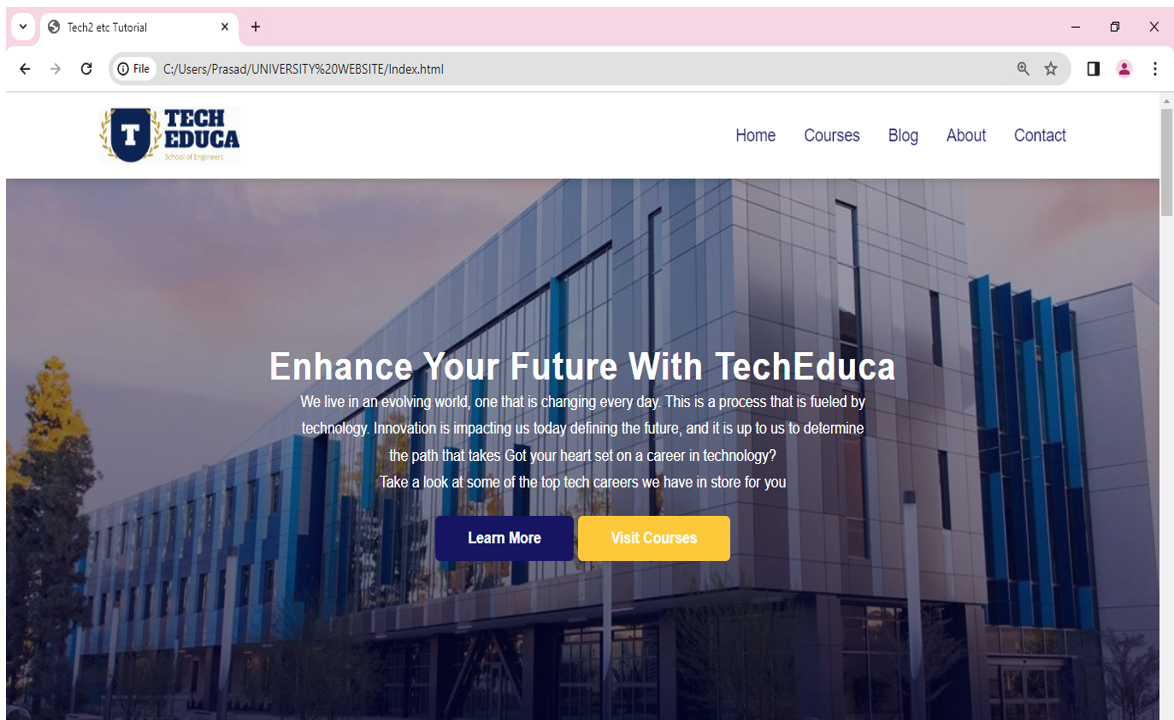 Tech2 etc Tutorial
File C:/Users/Prasad/UNIVERSITY%20WEBSITE/Index.html
T
TECH
EDUCA
School of Engineers
Home Courses Blog About Contact
Enhance Your Future With TechEduca
We live in an evolving world, one that is changing every day. This is a process that is fueled by
technology. Innovation is impacting us today defining the future, and it is up to us to determine
the path that takes Got your heart set on a career in technology?
Take a look at some of the top tech careers we have in store for you
Learn More Visit Courses